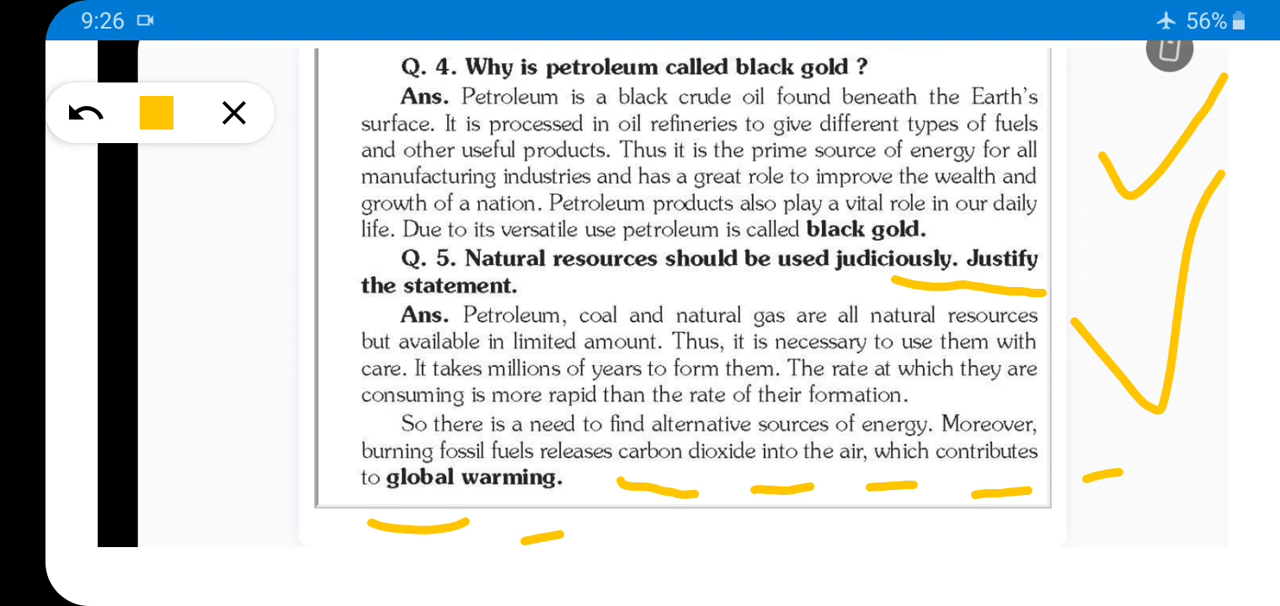 9:26
56%
Q. 4. Why is petroleum called black gold ?
Ans. Petroleum is a black crude oil found beneath the Earth's
surface. It is processed in oil refineries to give different types of fuels
and other useful products. Thus it is the prime source of energy for all
manufacturing industries and has a great role to improve the wealth and
growth of a nation. Petroleum products also play a vital role in our daily
life. Due to its versatile use petroleum is called black gold.
Q. 5. Natural resources should be used judiciously. Justify
the statement.
Ans. Petroleum, coal and natural gas are all natural resources
but available in limited amount. Thus, it is necessary to use them with
care. It takes millions of years to form them. The rate at which they are
consuming is more rapid than the rate of their formation.
So there is a need to find alternative sources of energy. Moreover,
burning fossil fuels releases carbon dioxide into the air, which contributes
to global warming.